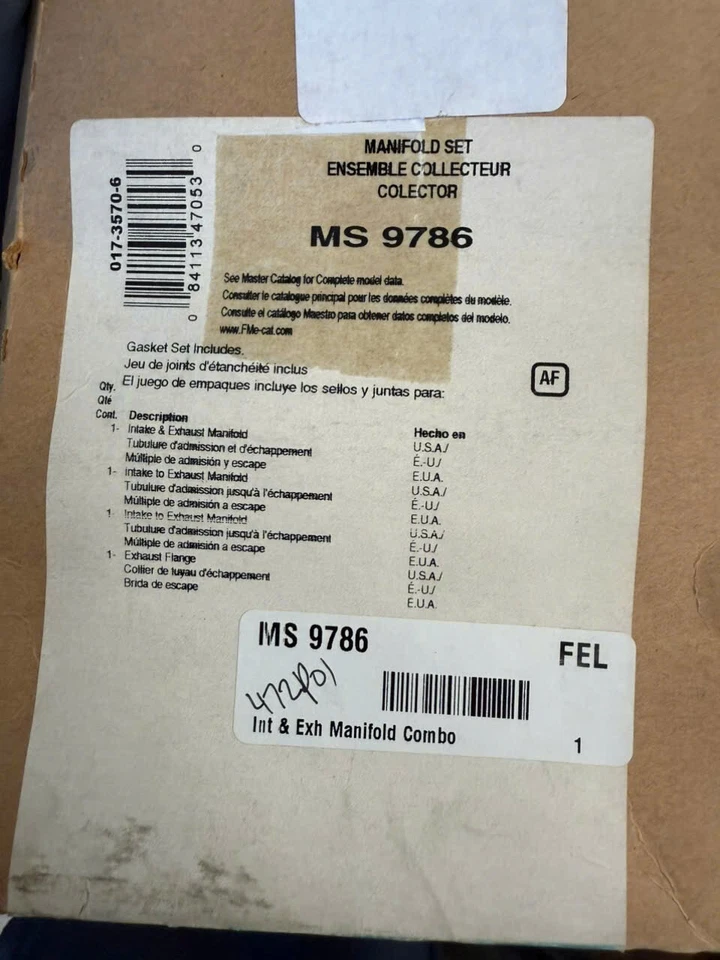 MANIFOLD SET
ENSEMBLE COLLECTEUR
COLECTOR
MS 9786
017-3570-6
0 84113 47053 0
See Master Catalog for Complete model data.
Consulter le catalogue principal pour les données complètes du modèle.
Consulte el catálogo Maestro para obtener datos completos del modelo.
www.FMe-cat.com
Gasket Set Includes.
Jeu de joints d'étanchéité inclus
El juego de empaques incluye los sellos y juntas para:
AF
Qty.
Qté
Cont. Description Hecho en
1- Intake & Exhaust Manifold U.S.A./
Tubulure d'admission et d'échappement É.-U./
Múltiple de admisión y escape E.U.A.
1- Intake to Exhaust Manifold U.S.A./
Tubulure d'admission jusqu'à l'échappement É.-U./
Múltiple de admisión a escape E.U.A.
1- Intake to Exhaust Manifold U.S.A./
Tubulure d'admission jusqu'à l'échappement É.-U./
Múltiple de admisión a escape E.U.A.
1- Exhaust Flange U.S.A./
Collier de tuyau d'échappement É.-U./
Brida de escape E.U.A.
MS 9786 FEL
Int & Exh Manifold Combo 1